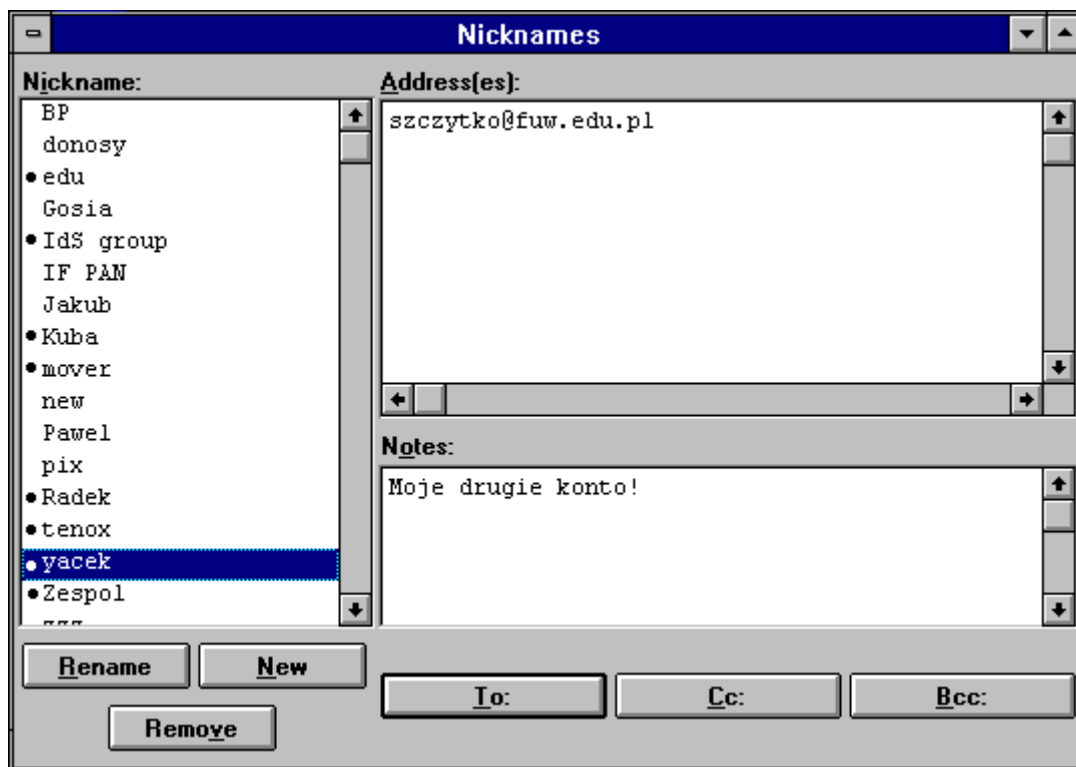 Nicknames
Nickname:
BP
donosy
edu
Gosia
IdS group
IF PAN
Jakub
Kuba
mover
new
Pawel
pix
Radek
tenox
yacek
Zespol
Address(es):
szczytko@fuw.edu.pl
Notes:
Moje drugie konto!
Rename
New
Remove
To:
Cc:
Bcc: